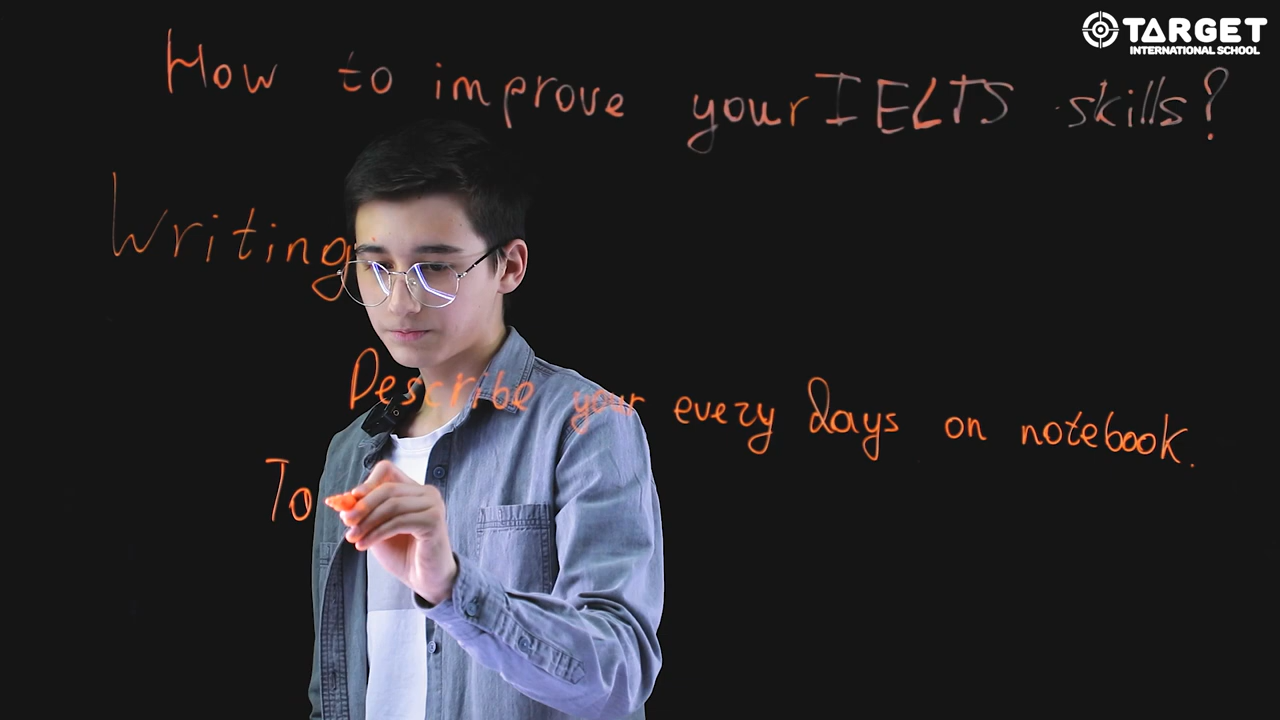 TARGET
INTERNATIONAL SCHOOL
How to improve your IELTS skills?
Writing
Describe your every days on notebook.
To